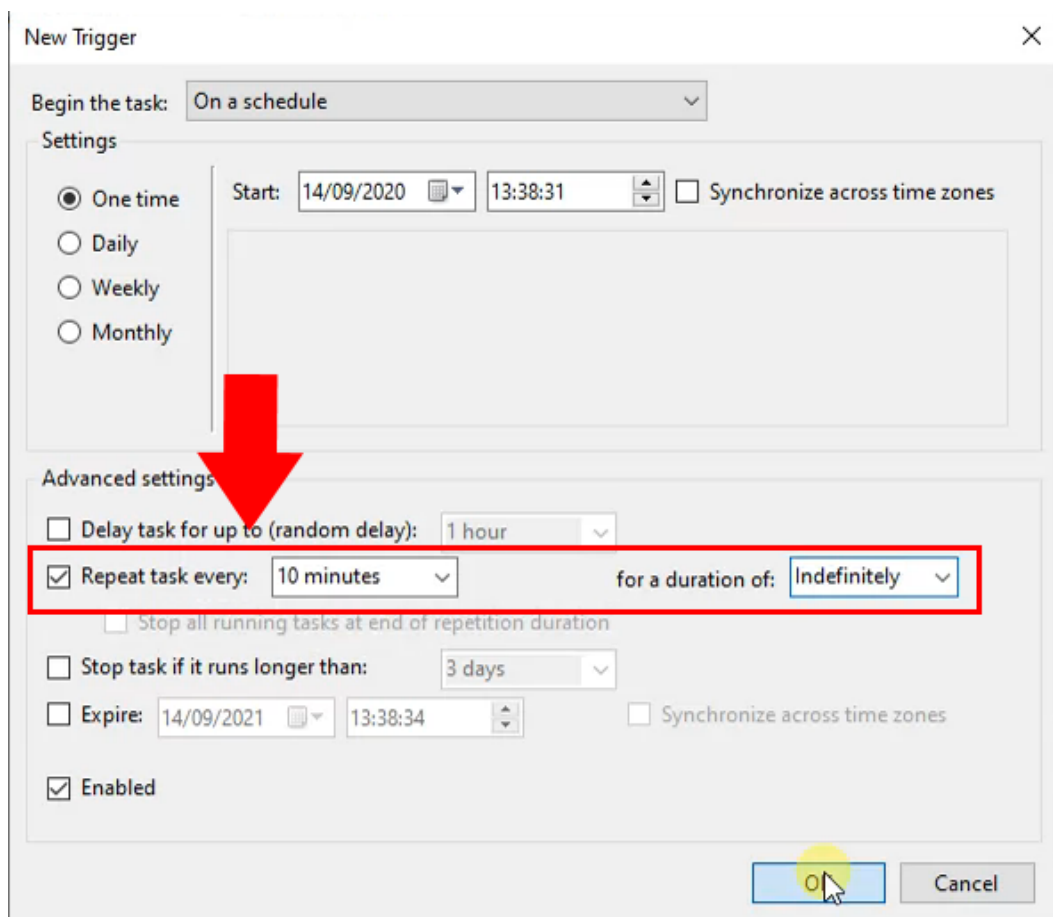 New Trigger
Begin the task: On a schedule
Settings
One time
Start: 14/09/2020 13:38:31 Synchronize across time zones
Daily
Weekly
Monthly
Advanced settings
Delay task for up to (random delay): 1 hour
Repeat task every: 10 minutes for a duration of: Indefinitely
Stop all running tasks at end of repetition duration
Stop task if it runs longer than: 3 days
Expire: 14/09/2021 13:38:34 Synchronize across time zones
Enabled
Cancel